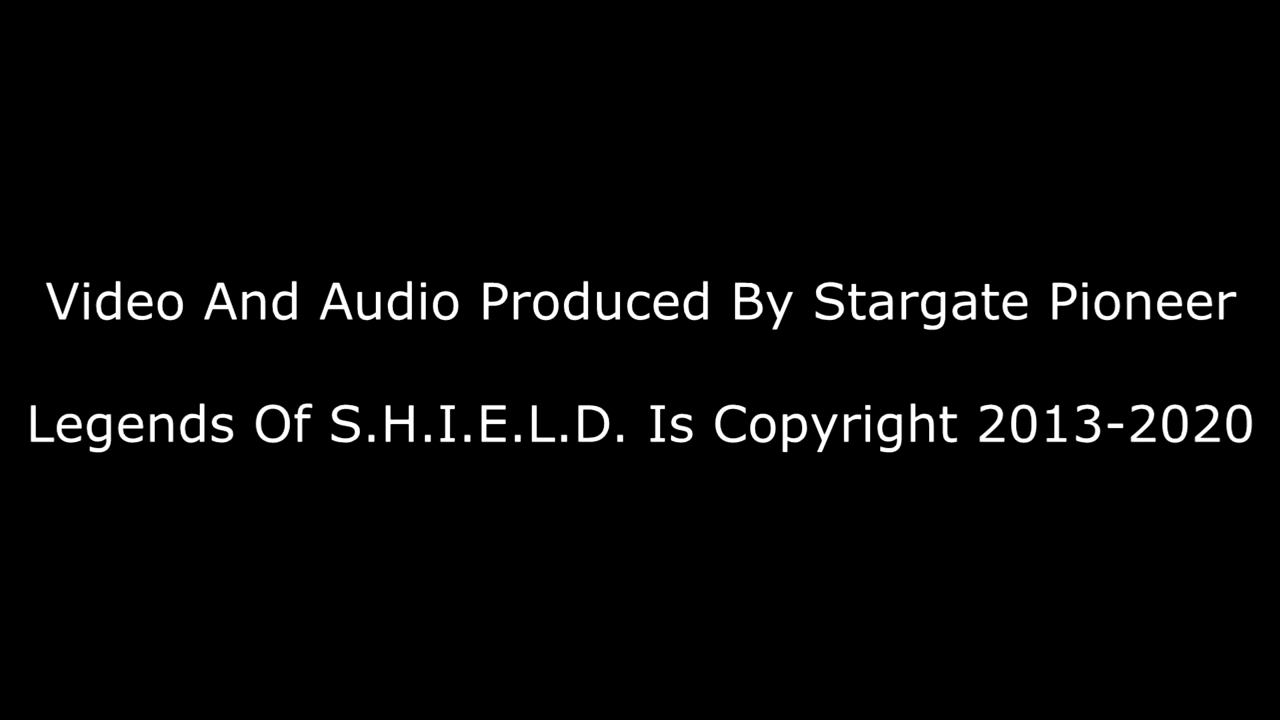 Video And Audio Produced By Stargate Pioneer
Legends Of S.H.I.E.L.D. Is Copyright 2013-2020